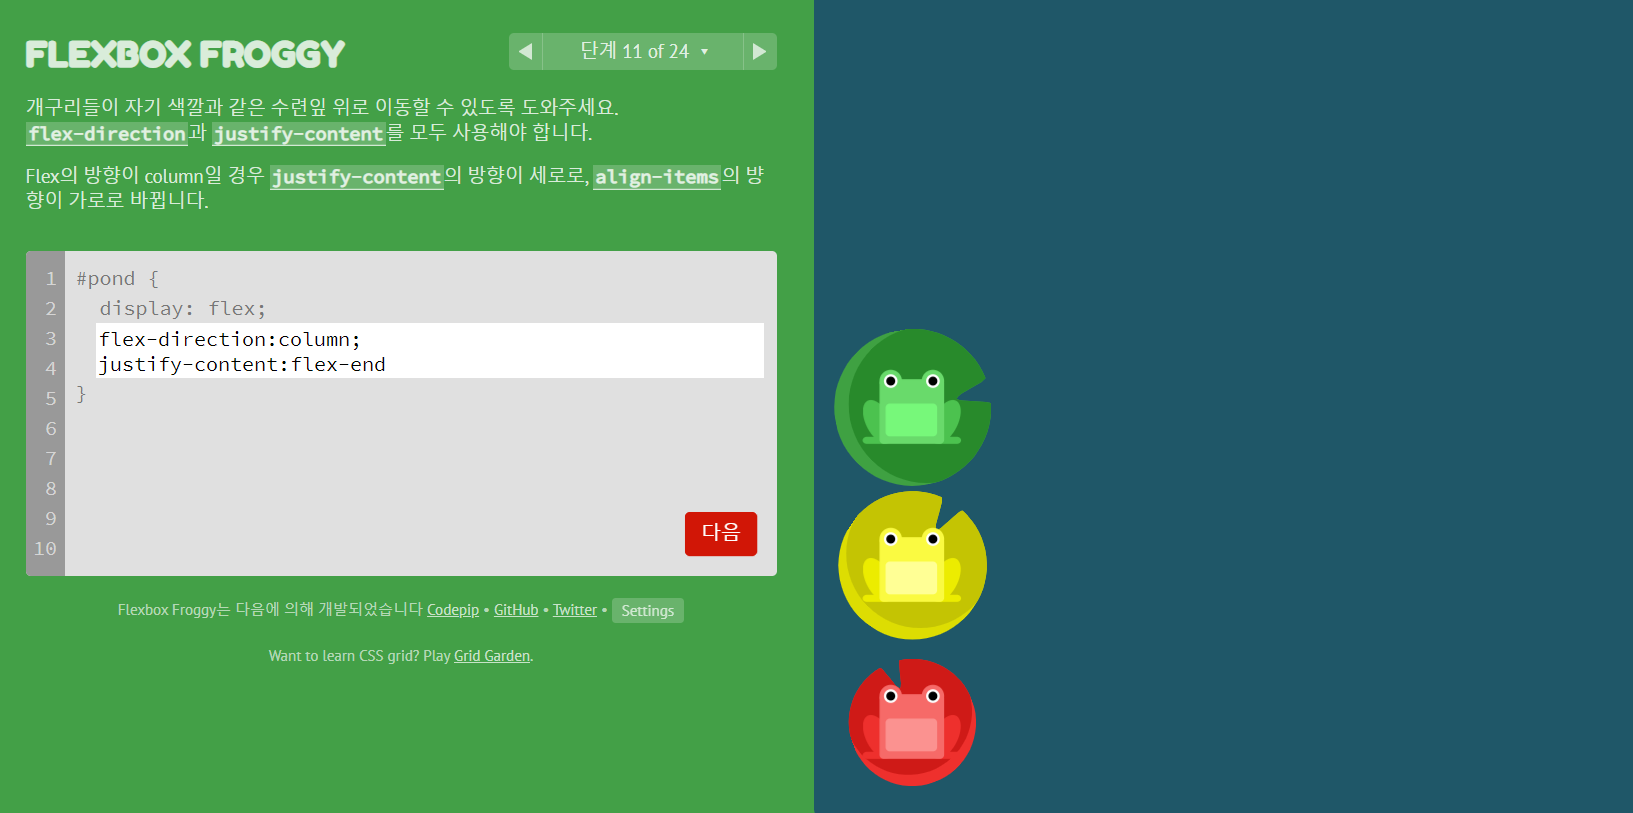 FLEXBOX FROGGY
◀ 단계 11 of 24 ▼ ▶
개구리들이 자기 색깔과 같은 수련잎 위로 이동할 수 있도록 도와주세요.
flex-direction과 justify-content를 모두 사용해야 합니다.
Flex의 방향이 column일 경우 justify-content의 방향이 세로로, align-items의 방
향이 가로로 바뀝니다.
1 #pond {
2 display: flex;
3 flex-direction:column;
4 justify-content:flex-end
5 }
6
7
8
9
10
다음
Flexbox Froggy는 다음에 의해 개발되었습니다 Codepip • GitHub • Twitter • Settings
Want to learn CSS grid? Play Grid Garden.